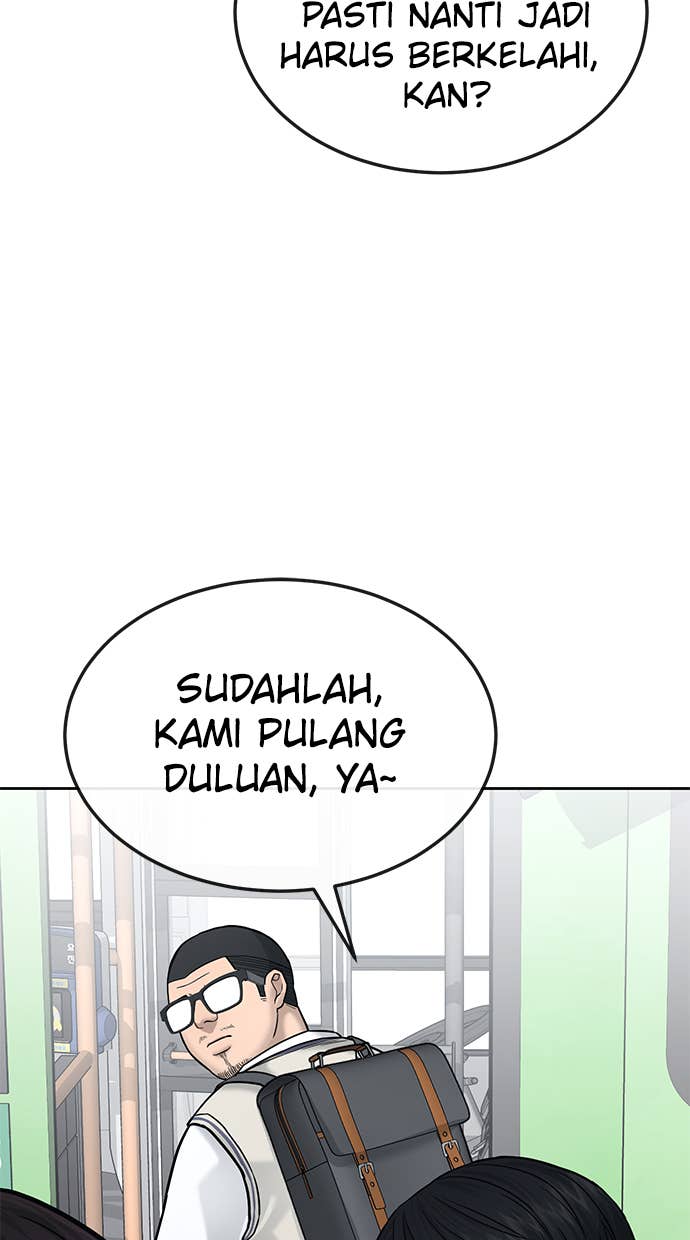 PASTI NANTI JADI
HARUS BERKELAHI,
KAN?
SUDAHLAH,
KAMI PULANG
DULUAN, YA~